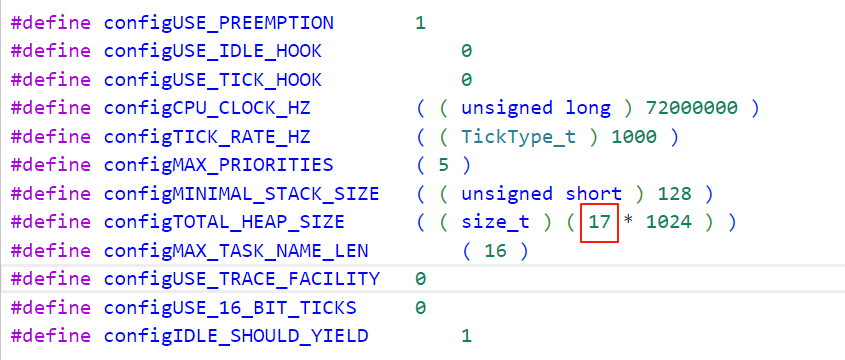 #define configUSE_PREEMPTION 1
#define configUSE_IDLE_HOOK 0
#define configUSE_TICK_HOOK 0
#define configCPU_CLOCK_HZ ( ( unsigned long ) 72000000 )
#define configTICK_RATE_HZ ( ( TickType_t ) 1000 )
#define configMAX_PRIORITIES ( 5 )
#define configMINIMAL_STACK_SIZE ( ( unsigned short ) 128 )
#define configTOTAL_HEAP_SIZE ( ( size_t ) ( 17 * 1024 ) )
#define configMAX_TASK_NAME_LEN ( 16 )
#define configUSE_TRACE_FACILITY 0
#define configUSE_16_BIT_TICKS 0
#define configIDLE_SHOULD_YIELD 1